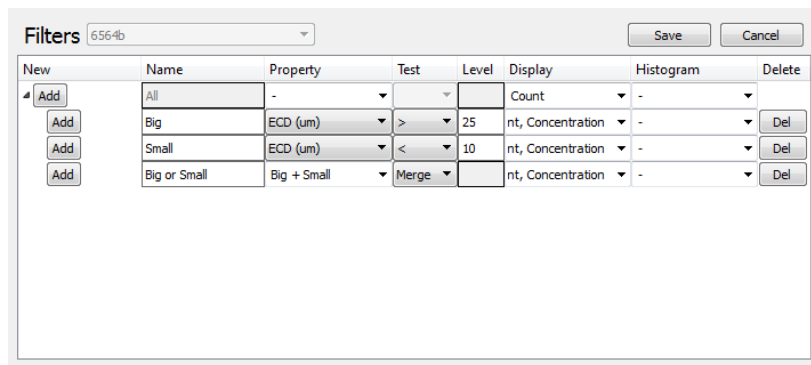 Filters 6564b Save Cancel
New Name Property Test Level Display Histogram Delete
Add All - Count -
Add Big ECD (um) > 25 nt, Concentration - Del
Add Small ECD (um) < 10 nt, Concentration - Del
Add Big or Small Big + Small Merge nt, Concentration - Del